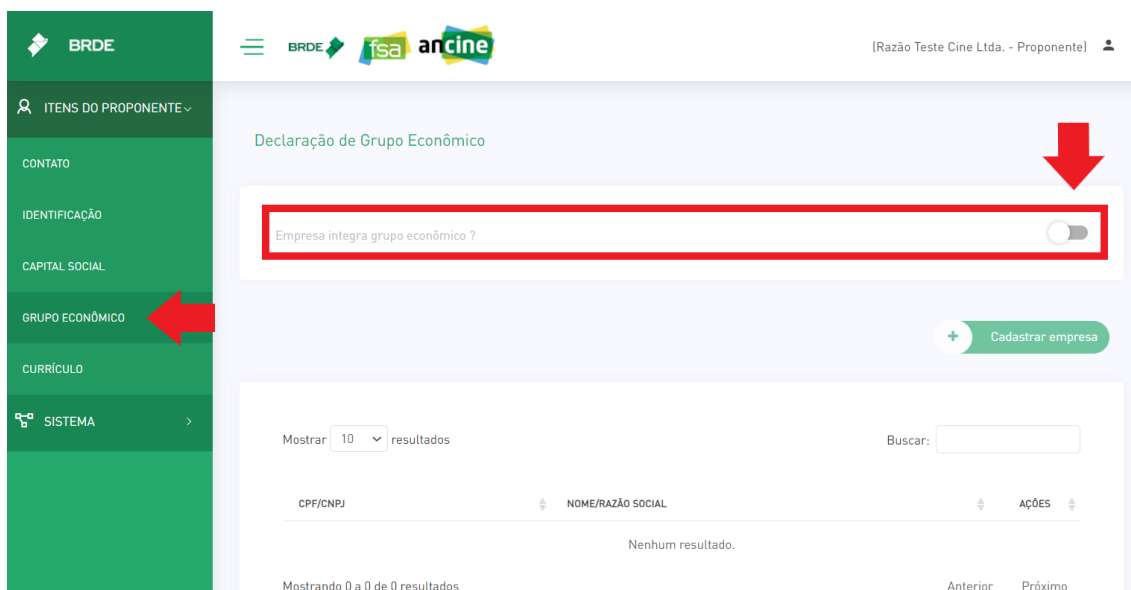 BRDE
BRDE fsa ancine
(Razão Teste Cine Ltda. - Proponente)
ITENS DO PROPONENTE
CONTATO
IDENTIFICAÇÃO
CAPITAL SOCIAL
GRUPO ECONÔMICO
CURRÍCULO
SISTEMA
Declaração de Grupo Econômico
Empresa integra grupo econômico ?
+ Cadastrar empresa
Mostrar 10 resultados
Buscar:
CPF/CNPJ NOME/RAZÃO SOCIAL AÇÕES
Nenhum resultado.
Mostrando 0 a 0 de 0 resultados
Anterior Próximo